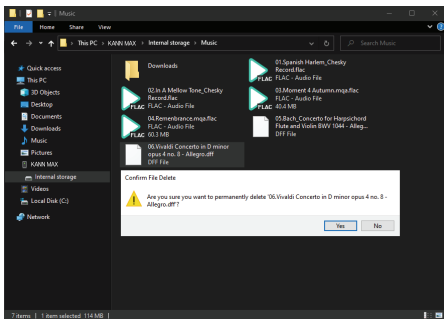 Music
File Home Share View
This PC › KANN MAX › Internal storage › Music
Search Music
Quick access
This PC
3D Objects
Desktop
Documents
Downloads
Music
Pictures
KANN MAX
Internal storage
Videos
Local Disk (C:)
Network
Downloads
01.Spanish Harlem_Chesky
Record.flac
FLAC - Audio File
FLAC
02.In A Mellow Tone_Chesky
Record.flac
FLAC - Audio File
FLAC
03.Moment 4 Autumn.mqa.flac
FLAC - Audio File
40.4 MB
FLAC
04.Remenbrance.mqa.flac
FLAC - Audio File
60.3 MB
FLAC
05.Bach_Concerto for Harpsichord
Flute and Violin BWV 1044 - Alleg...
DFF File
06.Vivaldi Concerto in D minor
opus 4 no. 8 - Allegro.dff
DFF File
Confirm File Delete
Are you sure you want to permanently delete '06.Vivaldi Concerto in D minor opus 4 no. 8 -
Allegro.dff'?
Yes No
7 items 1 item selected 114 MB